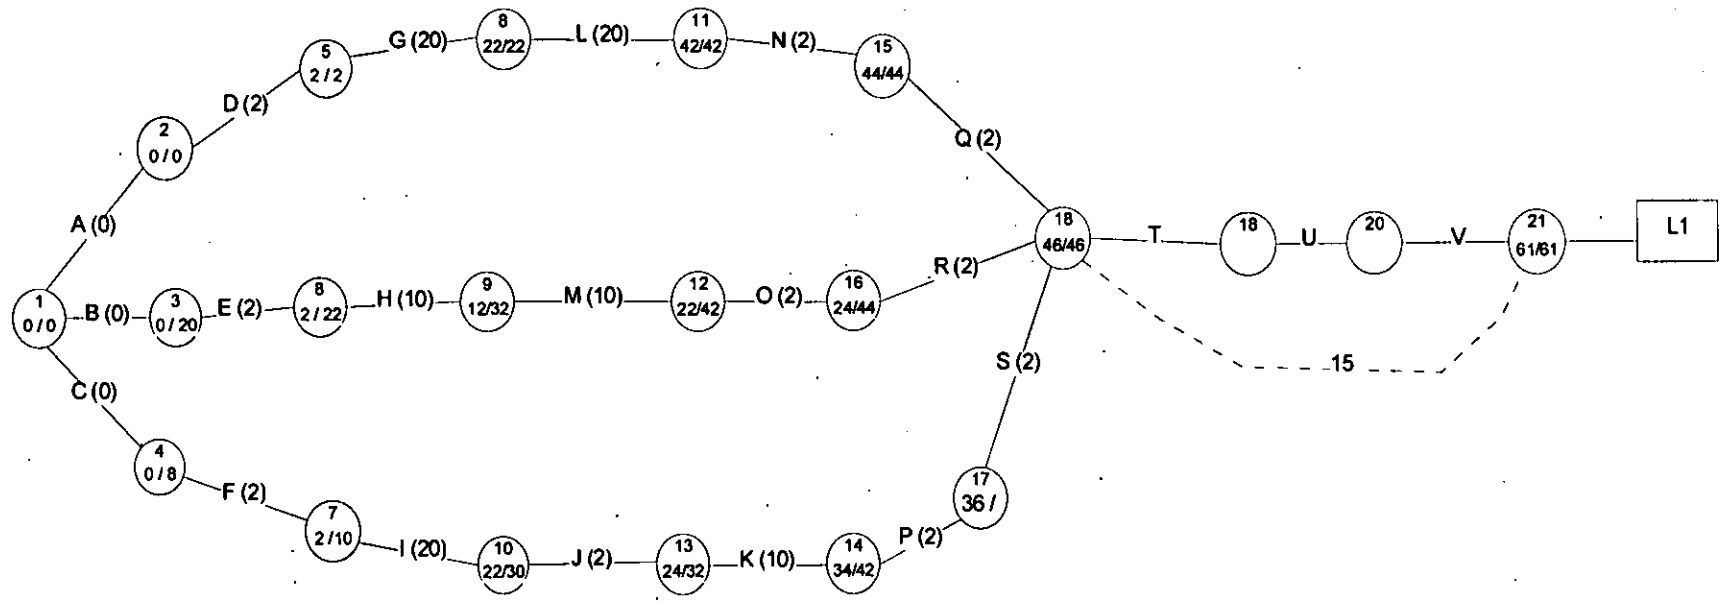 8
11
G (20)
L (20)
N (2)
22/22
42/42
5
15
2 / 2
44/44
D (2)
2
Q (2)
0 / 0
A (0)
18
18
20
21
L1
T
U
V
46/46
61/61
R (2)
8
9
12
16
1
B (0)
3
E (2)
H (10)
M (10)
O (2)
0 / 0
0 / 20
2 / 22
12/32
22/42
24/44
S (2)
15
C (0)
4
0 / 8
F (2)
17
36 /
7
2 /10
P (2)
I (20)
10
J (2)
13
K (10)
14
22/30
24/32
34/42